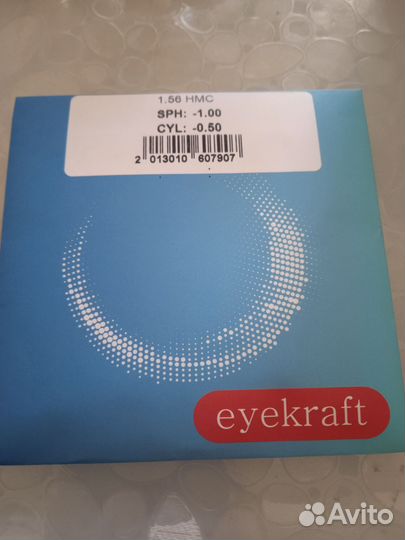 1.56 HMC
SPH: -1.00
CYL: -0.50
2 013010 607907
eyekraft
Avito